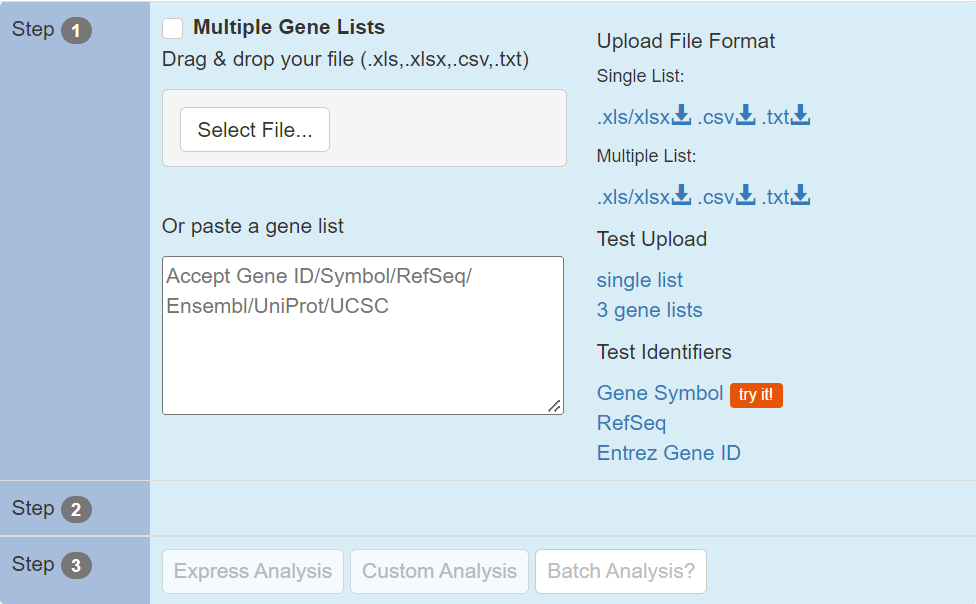 Step 1
Multiple Gene Lists
Drag & drop your file (.xls,.xlsx,.csv,.txt)
Select File...
Or paste a gene list
Accept Gene ID/Symbol/RefSeq/
Ensembl/UniProt/UCSC
Upload File Format
Single List:
.xls/xlsx .csv .txt
Multiple List:
.xls/xlsx .csv .txt
Test Upload
single list
3 gene lists
Test Identifiers
Gene Symbol try it!
RefSeq
Entrez Gene ID
Step 2
Step 3
Express Analysis Custom Analysis Batch Analysis?